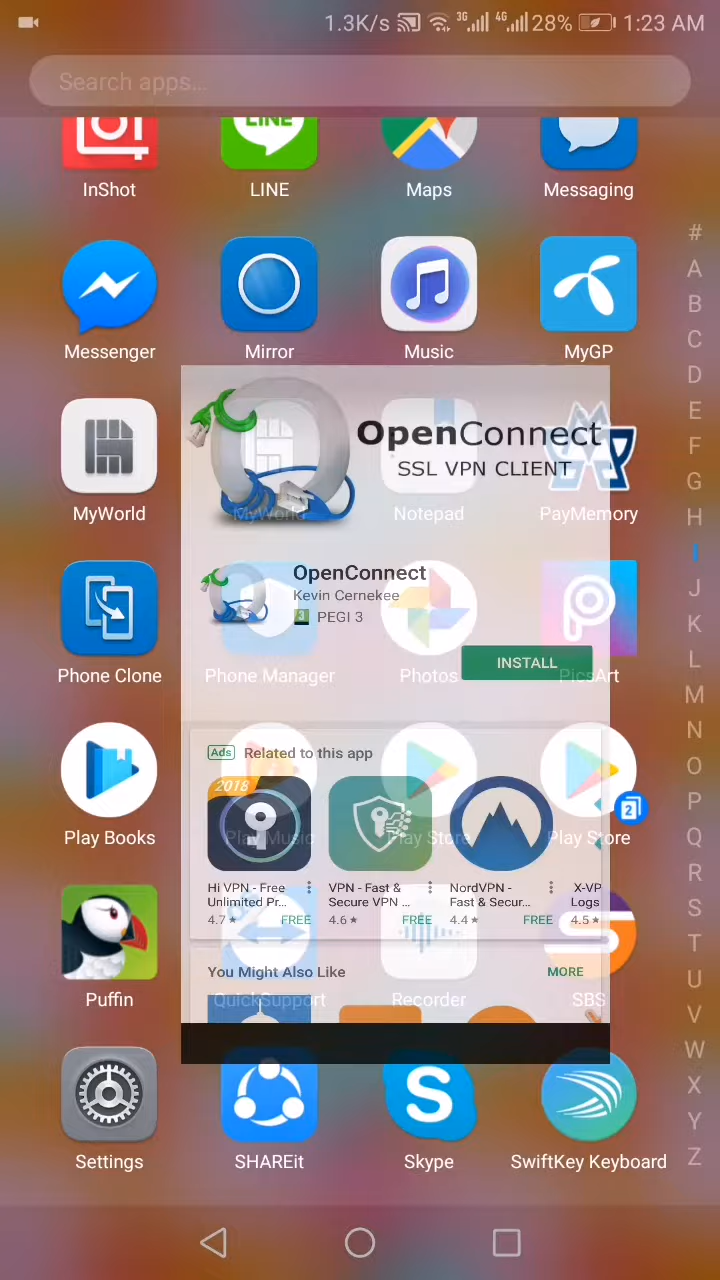 1.3K/s 3G 4G 28% 1:23 AM
Search apps...
LINE
InShot LINE Maps Messaging
#
A
B
C
Messenger Mirror Music MyGP
D
E
OpenConnect
F
SSL VPN CLIENT
G
MyWorld MyWorld Notepad PayMemory
H
I
OpenConnect
Kevin Cernekee
J
3 PEGI 3
K
INSTALL
L
Phone Clone Phone Manager Photos PicsArt
M
N
Ads Related to this app
O
2018
P
2
Play Books Play Music Play Store Play Store
Q
R
Hi VPN - Free VPN - Fast & NordVPN - X-VP
Unlimited Pr... Secure VPN ... Fast & Secur... Logs
S
4.7 ★ FREE 4.6 ★ FREE 4.4 ★ FREE 4.5 ★
T
You Might Also Like MORE
U
Puffin QuickSupport Recorder SBS
V
W
X
S
Y
Settings SHAREit Skype SwiftKey Keyboard
Z